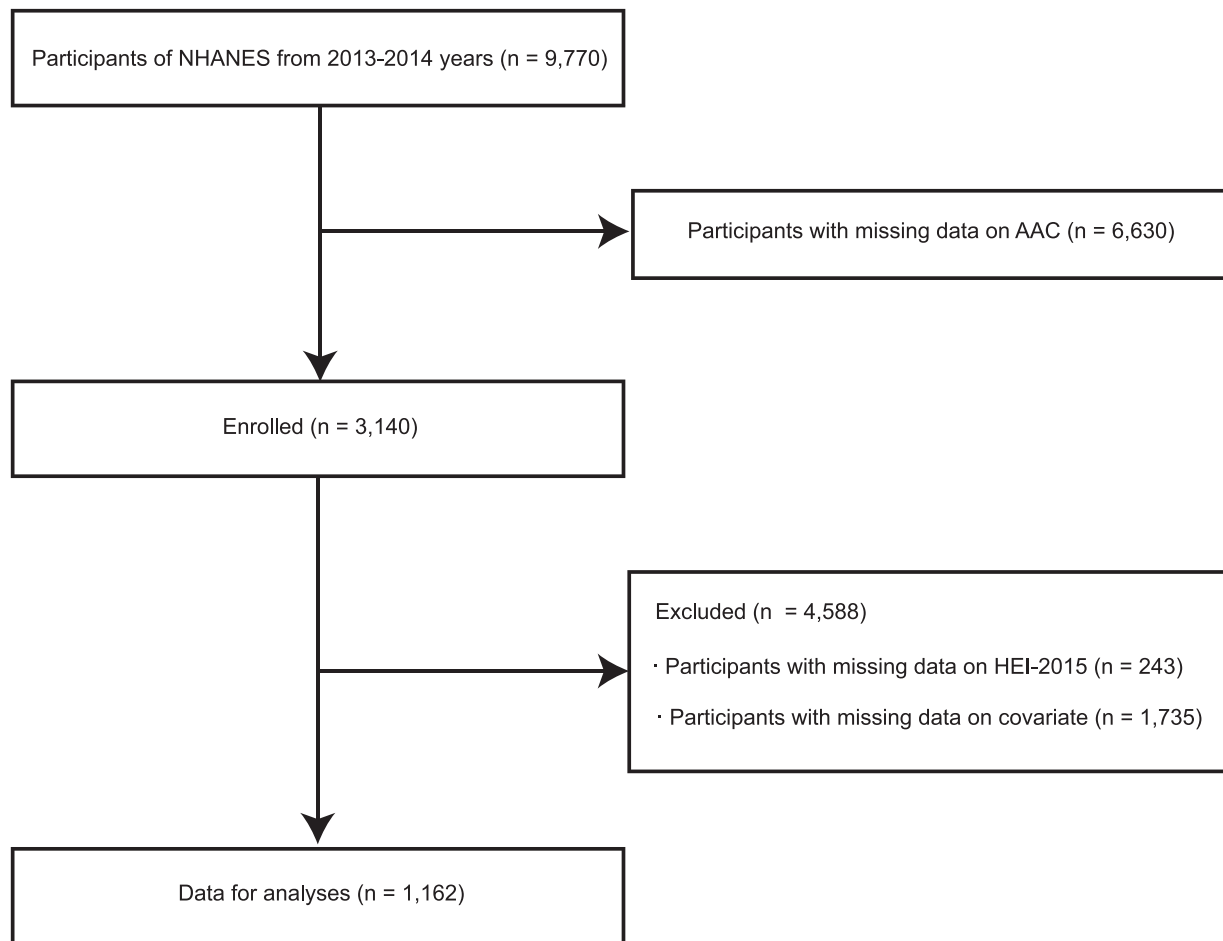 Participants of NHANES from 2013-2014 years (n = 9,770)
Participants with missing data on AAC (n = 6,630)
Enrolled (n = 3,140)
Excluded (n  = 4,588)
· Participants with missing data on HEI-2015 (n = 243)
· Participants with missing data on covariate (n = 1,735)
Data for analyses (n = 1,162)